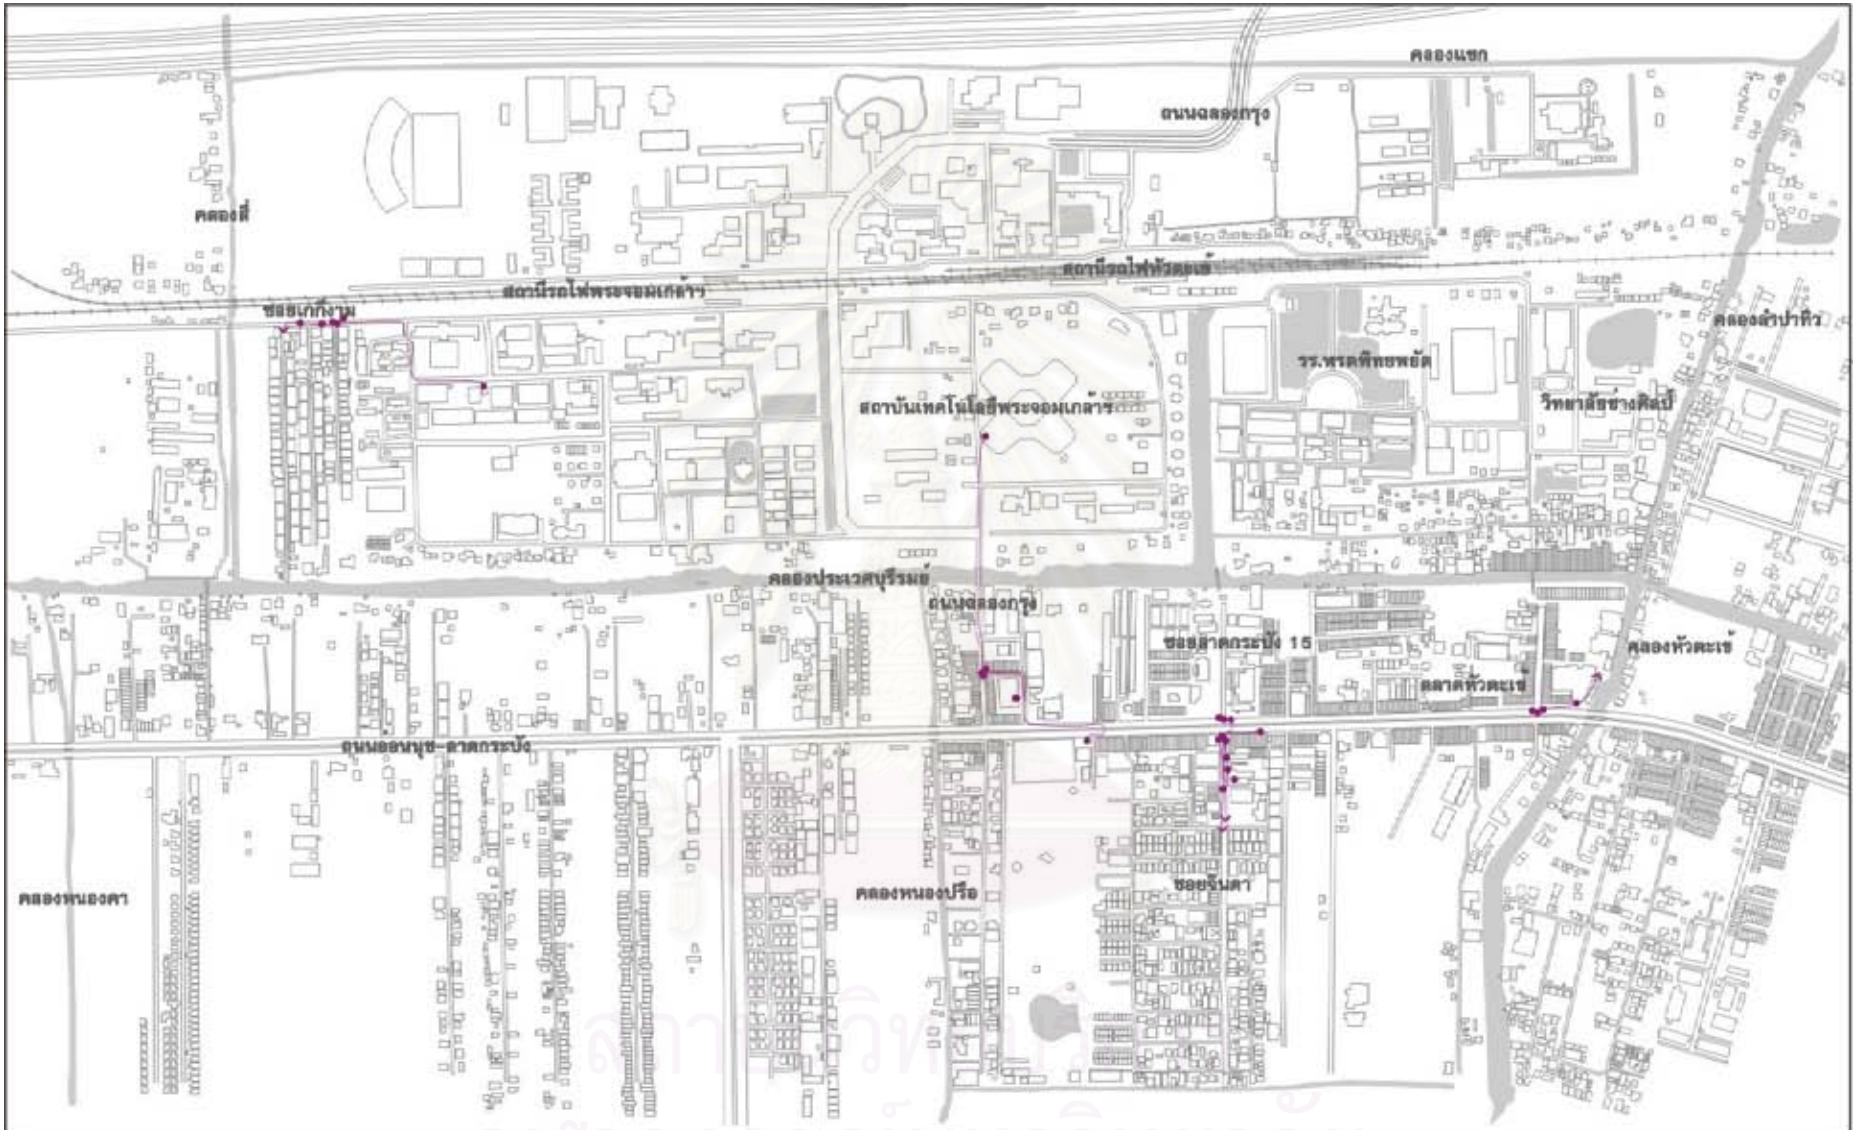 คลองแขก
ถนนฉลองกรุง
คลองสี่
สถานีรถไฟหัวตะเข้
สถานีรถไฟพระจอมเกล้าฯ
ซอยเกกีงาม
คลองลำปาทิว
รร.พรตพิทยพยัต
วิทยาลัยช่างศิลป์
สถาบันเทคโนโลยีพระจอมเกล้าฯ
คลองประเวศบุรีรมย์
ถนนฉลองกรุง
ซอยลาดกระบัง 15
คลองหัวตะเข้
ตลาดหัวตะเข้
ถนนอ่อนนุช-ลาดกระบัง
คลองหนองคา
คลองหนองปรือ
ซอยจินดา